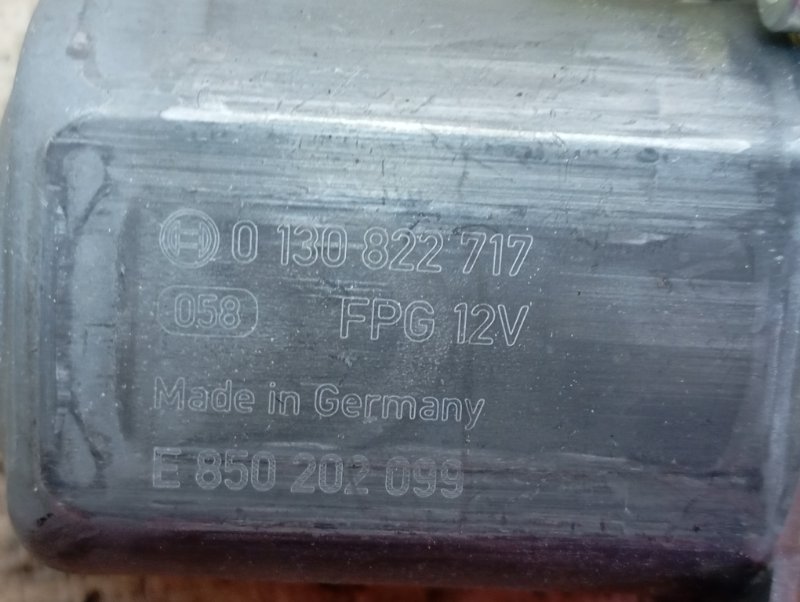 0 130 822 717
058 FPG 12V
Made in Germany
E 850 202 099